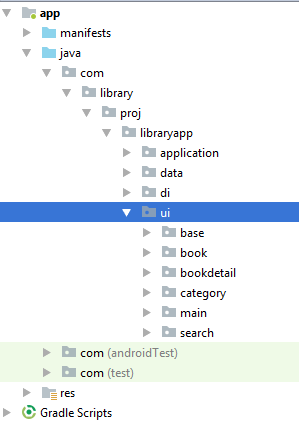 app
manifests
java
com
library
proj
libraryapp
application
data
di
ui
base
book
bookdetail
category
main
search
com (androidTest)
com (test)
res
Gradle Scripts